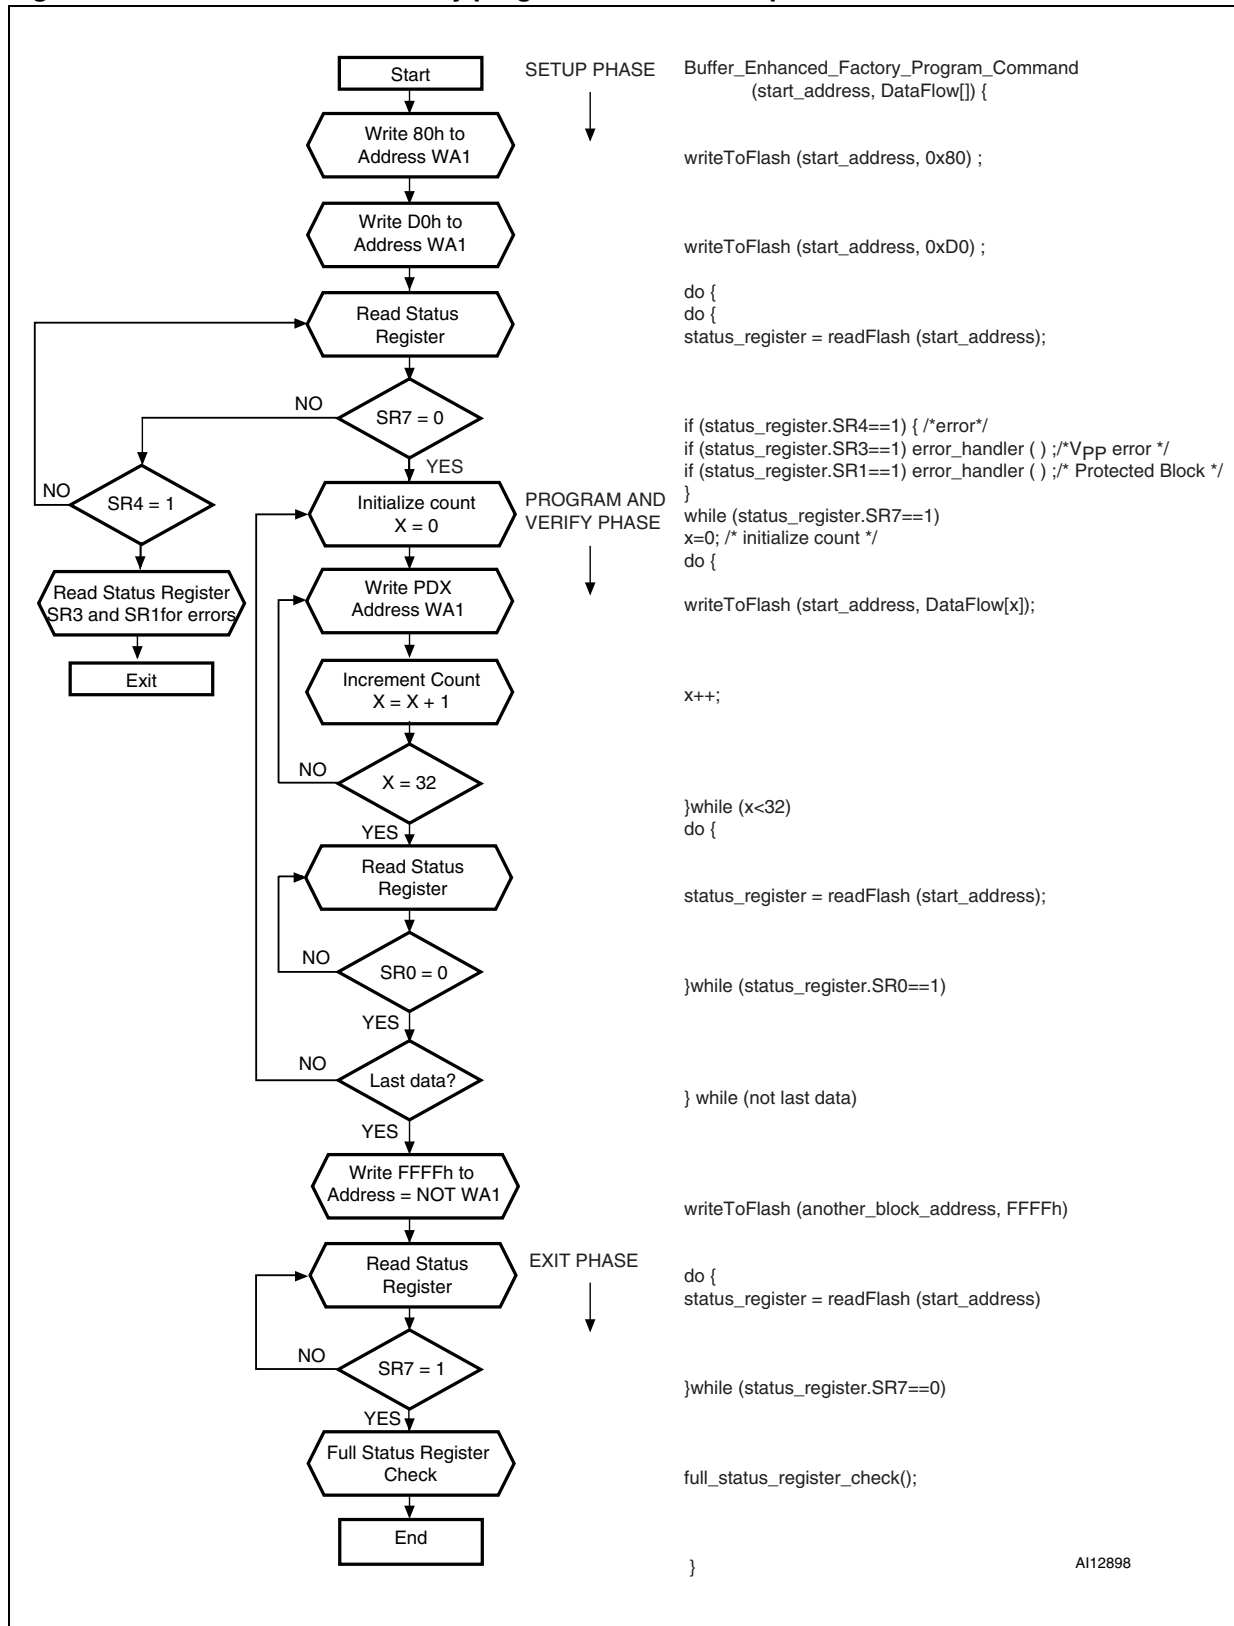 Start
SETUP PHASE
Buffer_Enhanced_Factory_Program_Command
(start_address, DataFlow[]) {
Write 80h to
Address WA1
writeToFlash (start_address, 0x80) ;
Write D0h to
Address WA1
writeToFlash (start_address, 0xD0) ;
do {
do {
Read Status
Register
status_register = readFlash (start_address);
NO
SR7 = 0
YES
if (status_register.SR4==1) { /*error*/
if (status_register.SR3==1) error_handler ( ) ;/*VPP error */
if (status_register.SR1==1) error_handler ( ) ;/* Protected Block */
}
NO
SR4 = 1
Initialize count
X = 0
PROGRAM AND
VERIFY PHASE
while (status_register.SR7==1)
x=0; /* initialize count */
do {
Read Status Register
SR3 and SR1for errors
Exit
Write PDX
Address WA1
writeToFlash (start_address, DataFlow[x]);
Increment Count
X = X + 1
x++;
NO
X = 32
YES
}while (x<32)
do {
Read Status
Register
status_register = readFlash (start_address);
NO
SR0 = 0
YES
}while (status_register.SR0==1)
NO
Last data?
YES
} while (not last data)
Write FFFFh to
Address = NOT WA1
writeToFlash (another_block_address, FFFFh)
Read Status
Register
EXIT PHASE
do {
status_register = readFlash (start_address)
NO
SR7 = 1
YES
}while (status_register.SR7==0)
Full Status Register
Check
full_status_register_check();
End
}
AI12898